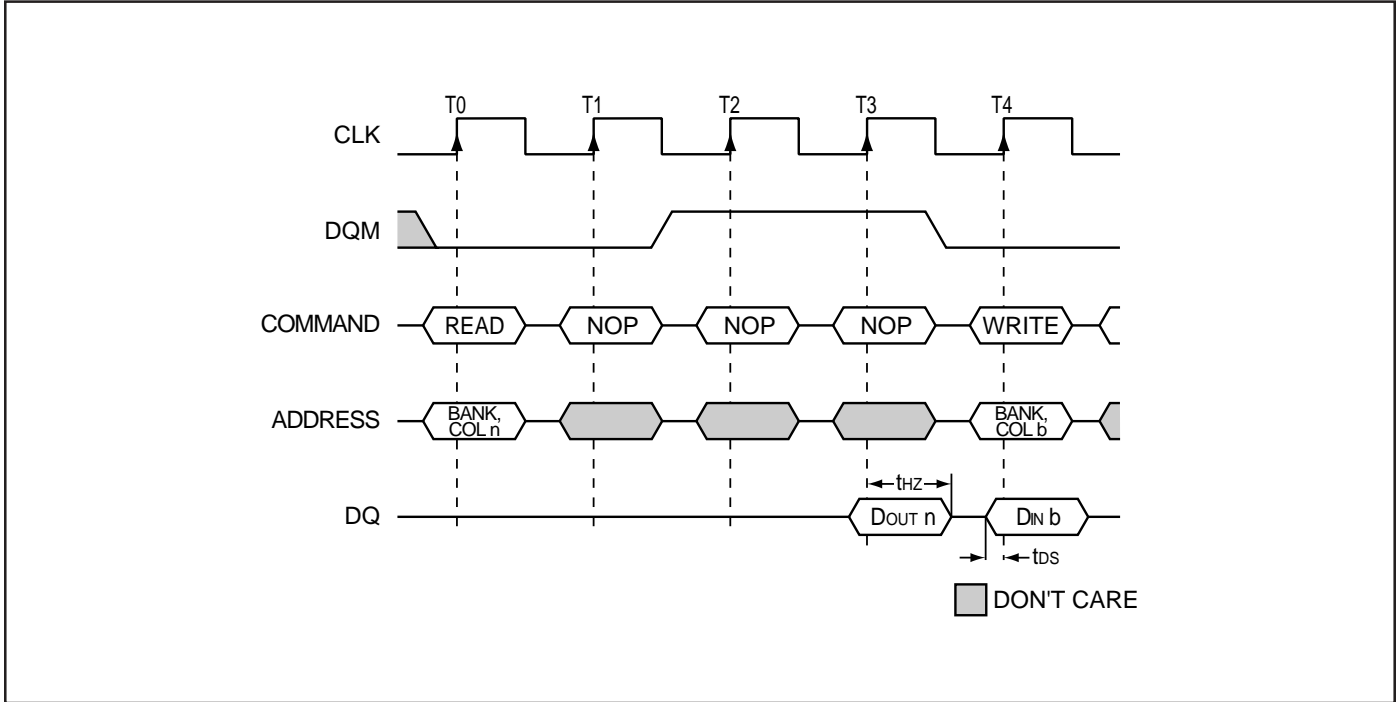 T0 T1 T2 T3 T4
CLK
DQM
COMMAND READ NOP NOP NOP WRITE
ADDRESS BANK, COL n BANK, COL b
tHZ
DQ DOUT n DIN b
tDS
DON'T CARE